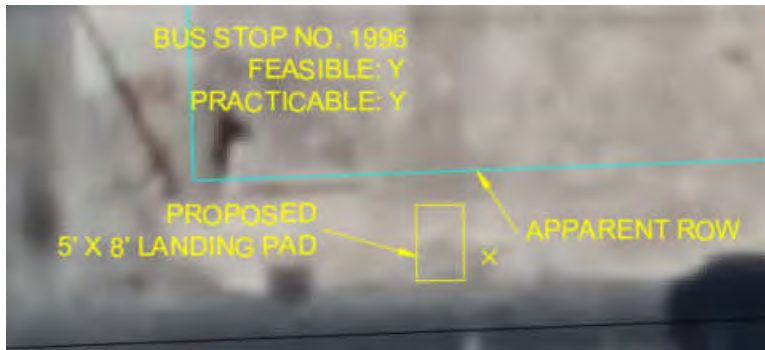 BUS STOP NO. 1996
FEASIBLE: Y
PRACTICABLE: Y
PROPOSED
5' X 8' LANDING PAD
APPARENT ROW